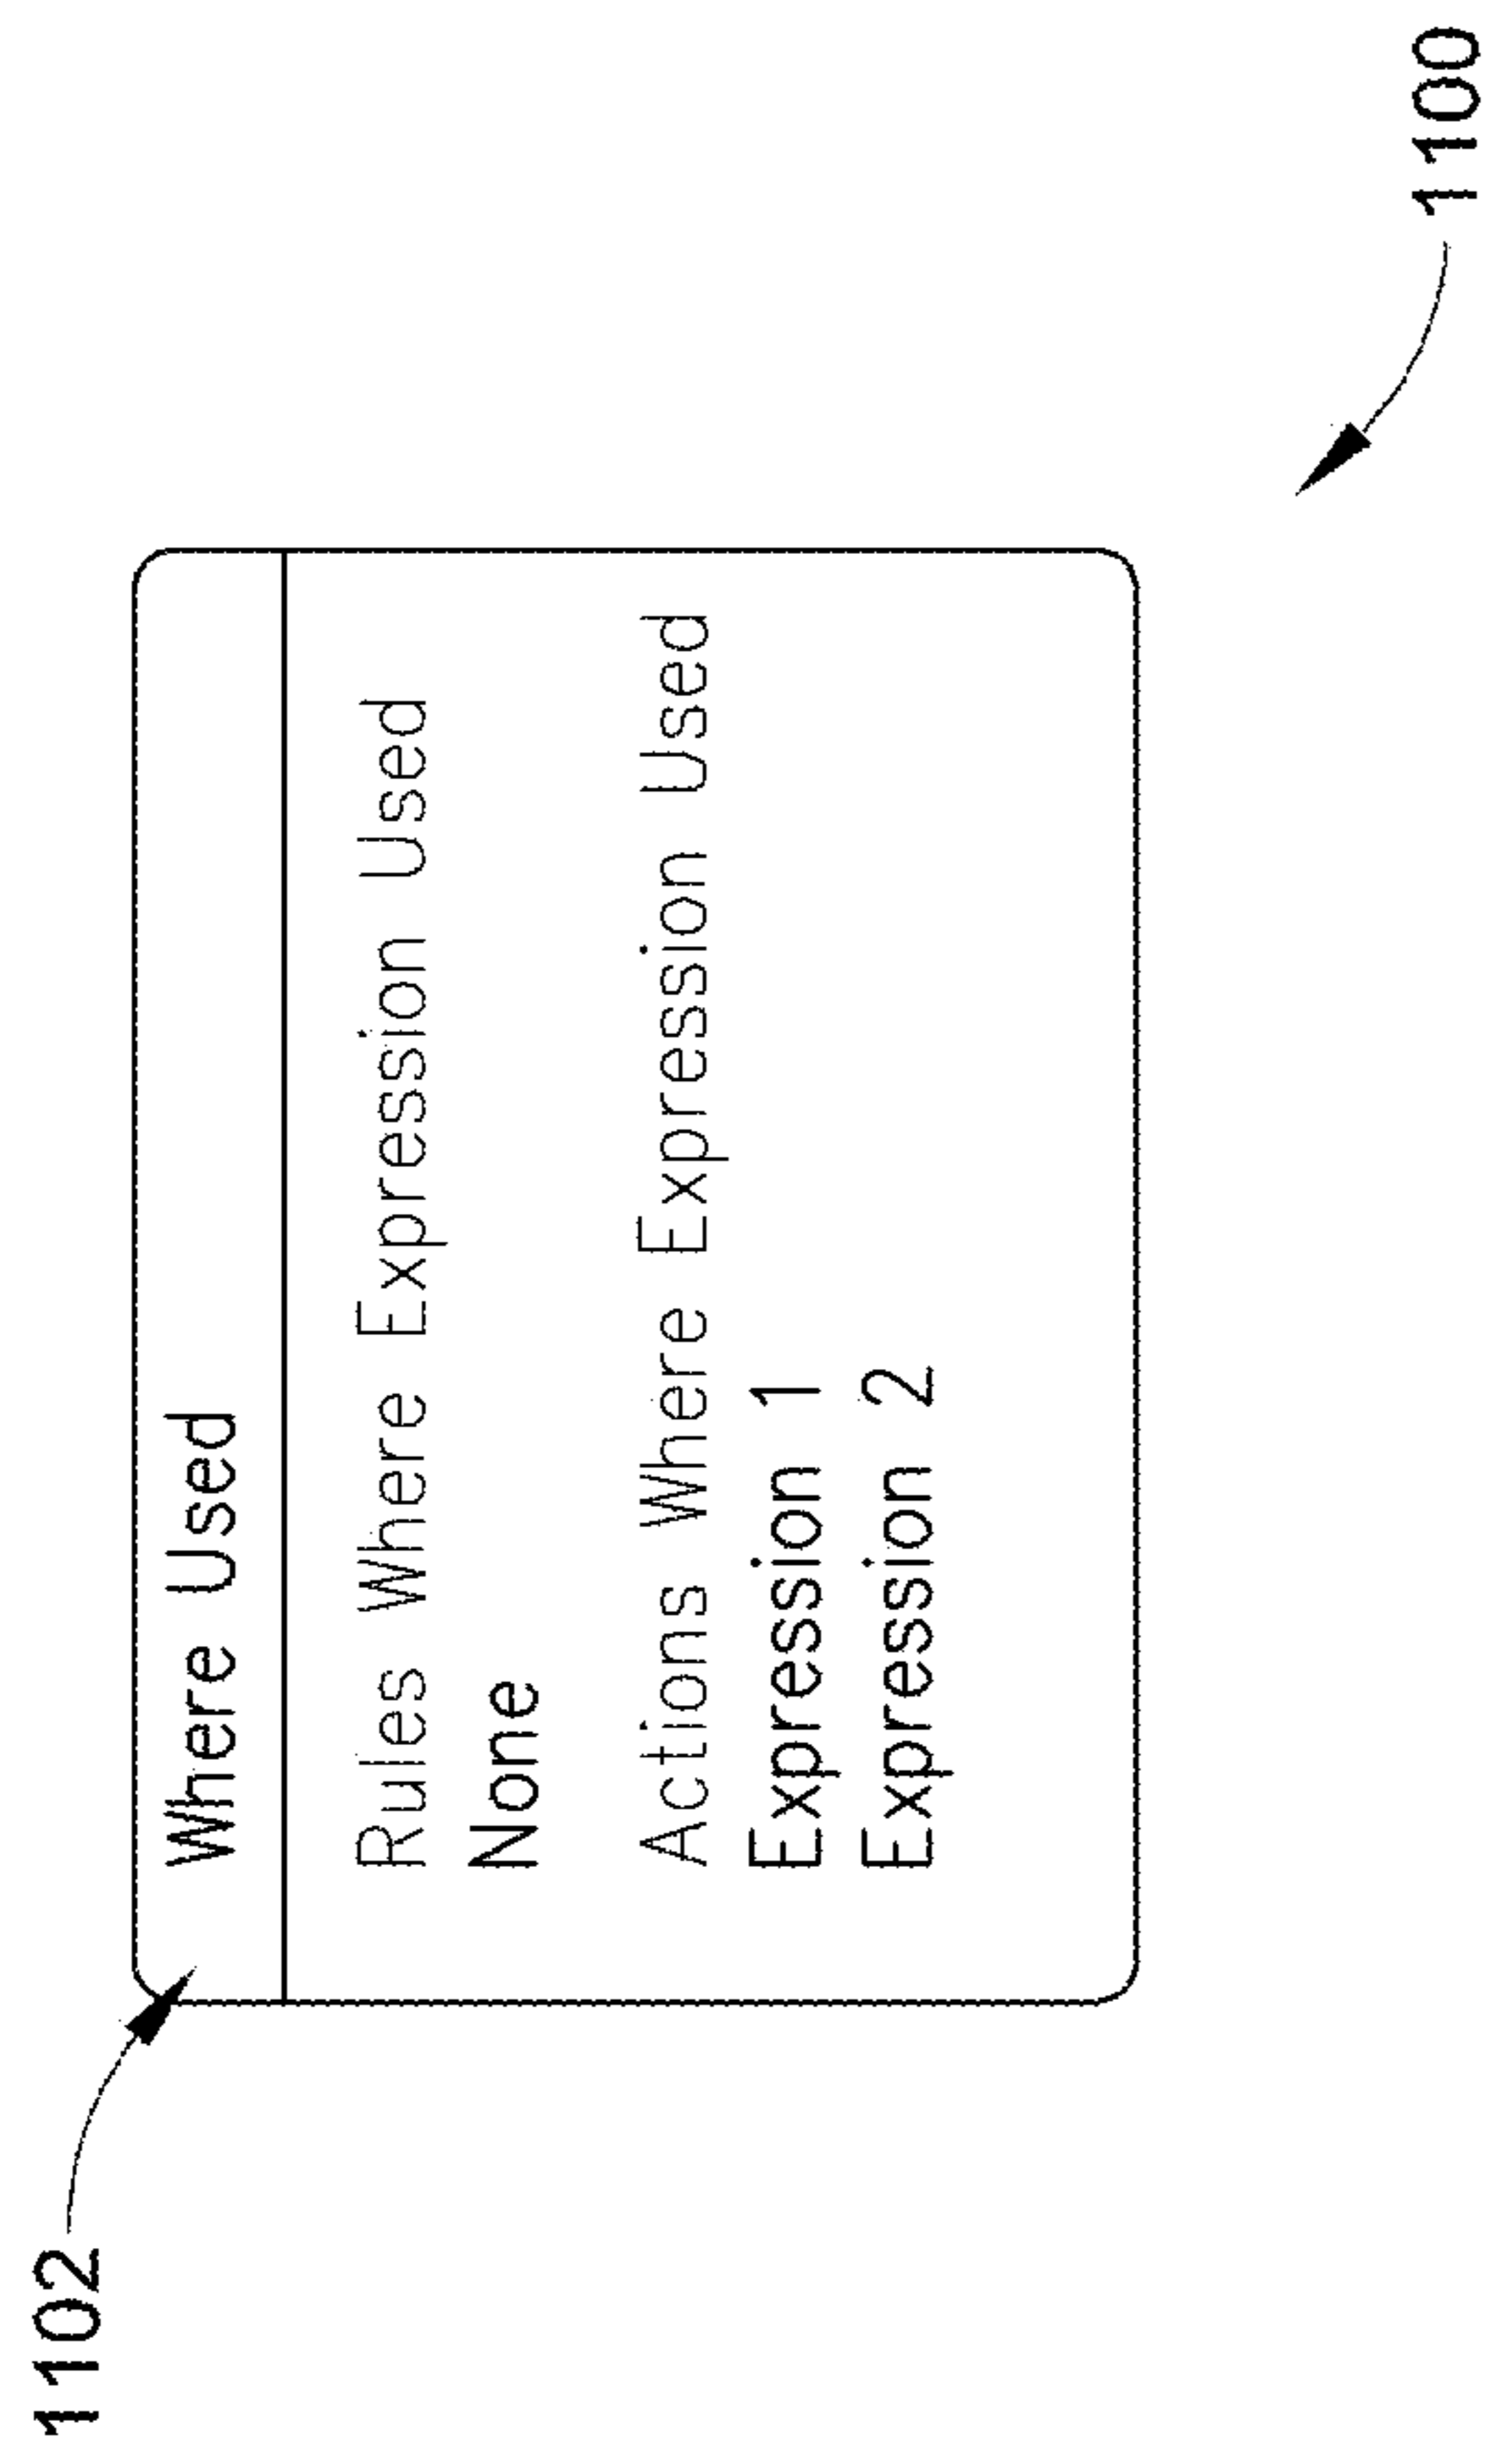 1102
Where Used
Rules Where Expression Used
None
Actions Where Expression Used
Expression 1
Expression 2
1100